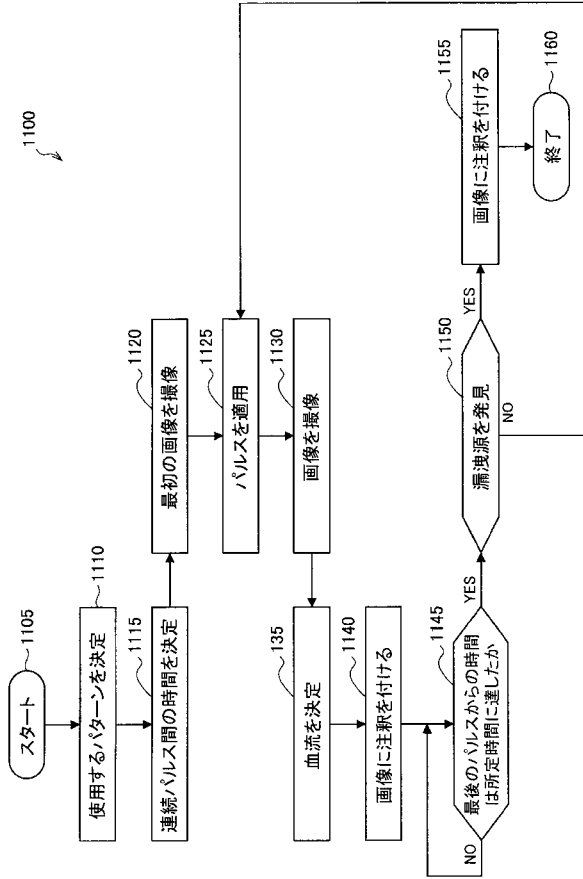 1100
スタート
1105
使用するパターンを決定
1110
連続パルス間の時間を決定
1115
最初の画像を撮像
1120
パルスを適用
1125
画像を撮像
1130
血流を決定
135
画像に注釈を付ける
1140
最後のパルスからの時間
は所定時間に達したか
1145
NO
YES
漏洩源を発見
1150
NO
YES
画像に注釈を付ける
1155
終了
1160